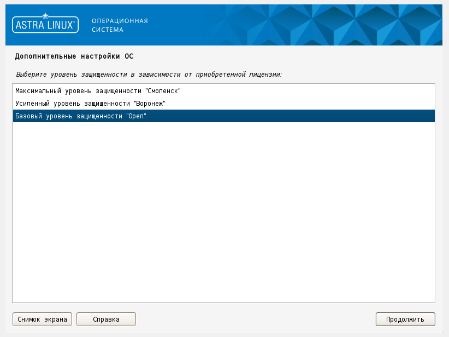 ASTRA LINUX
ОПЕРАЦИОННАЯ
СИСТЕМА
Дополнительные настройки ОС
Выберите уровень защищенности в зависимости от приобретенной лицензии:
Максимальный уровень защищенности "Смоленск"
Усиленный уровень защищенности "Воронеж"
Базовый уровень защищенности "Орел"
Снимок экрана
Справка
Продолжить